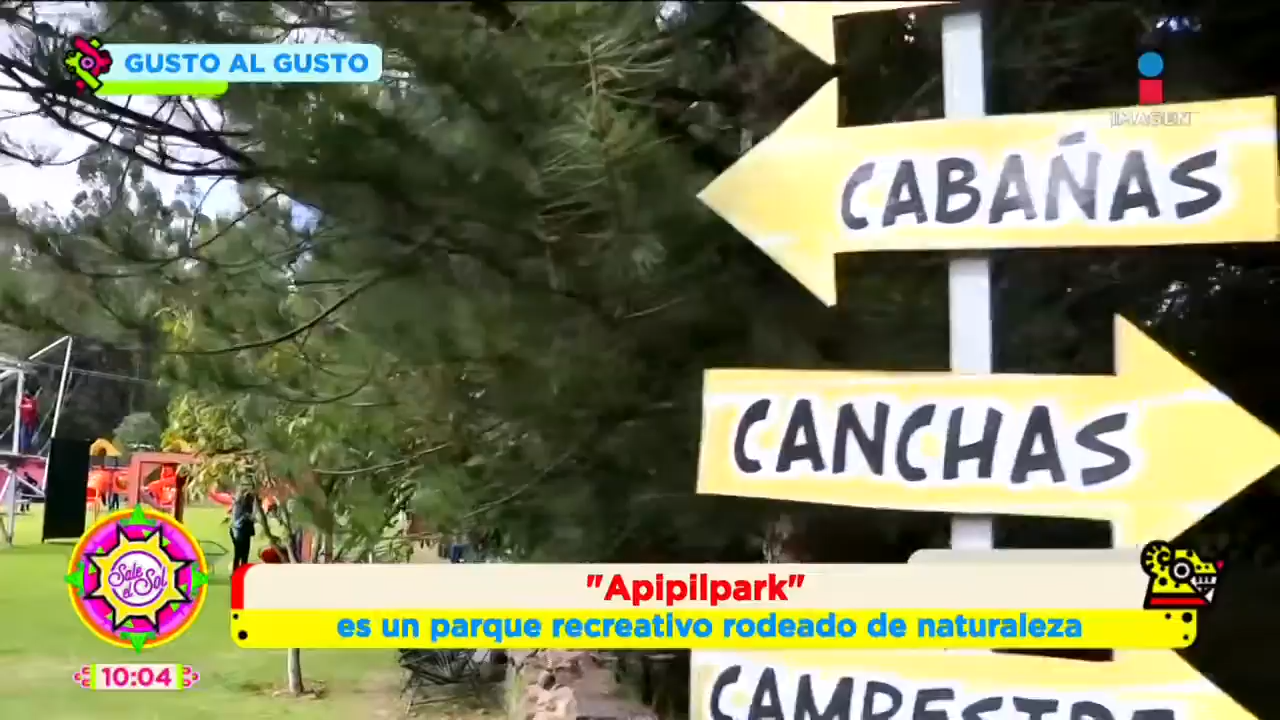 GUSTO AL GUSTO
IMAGEN
CABAÑAS
CANCHAS
Sale
el Sol
"Apipilpark"
es un parque recreativo rodeado de naturaleza
10:04
CAMPESTRE